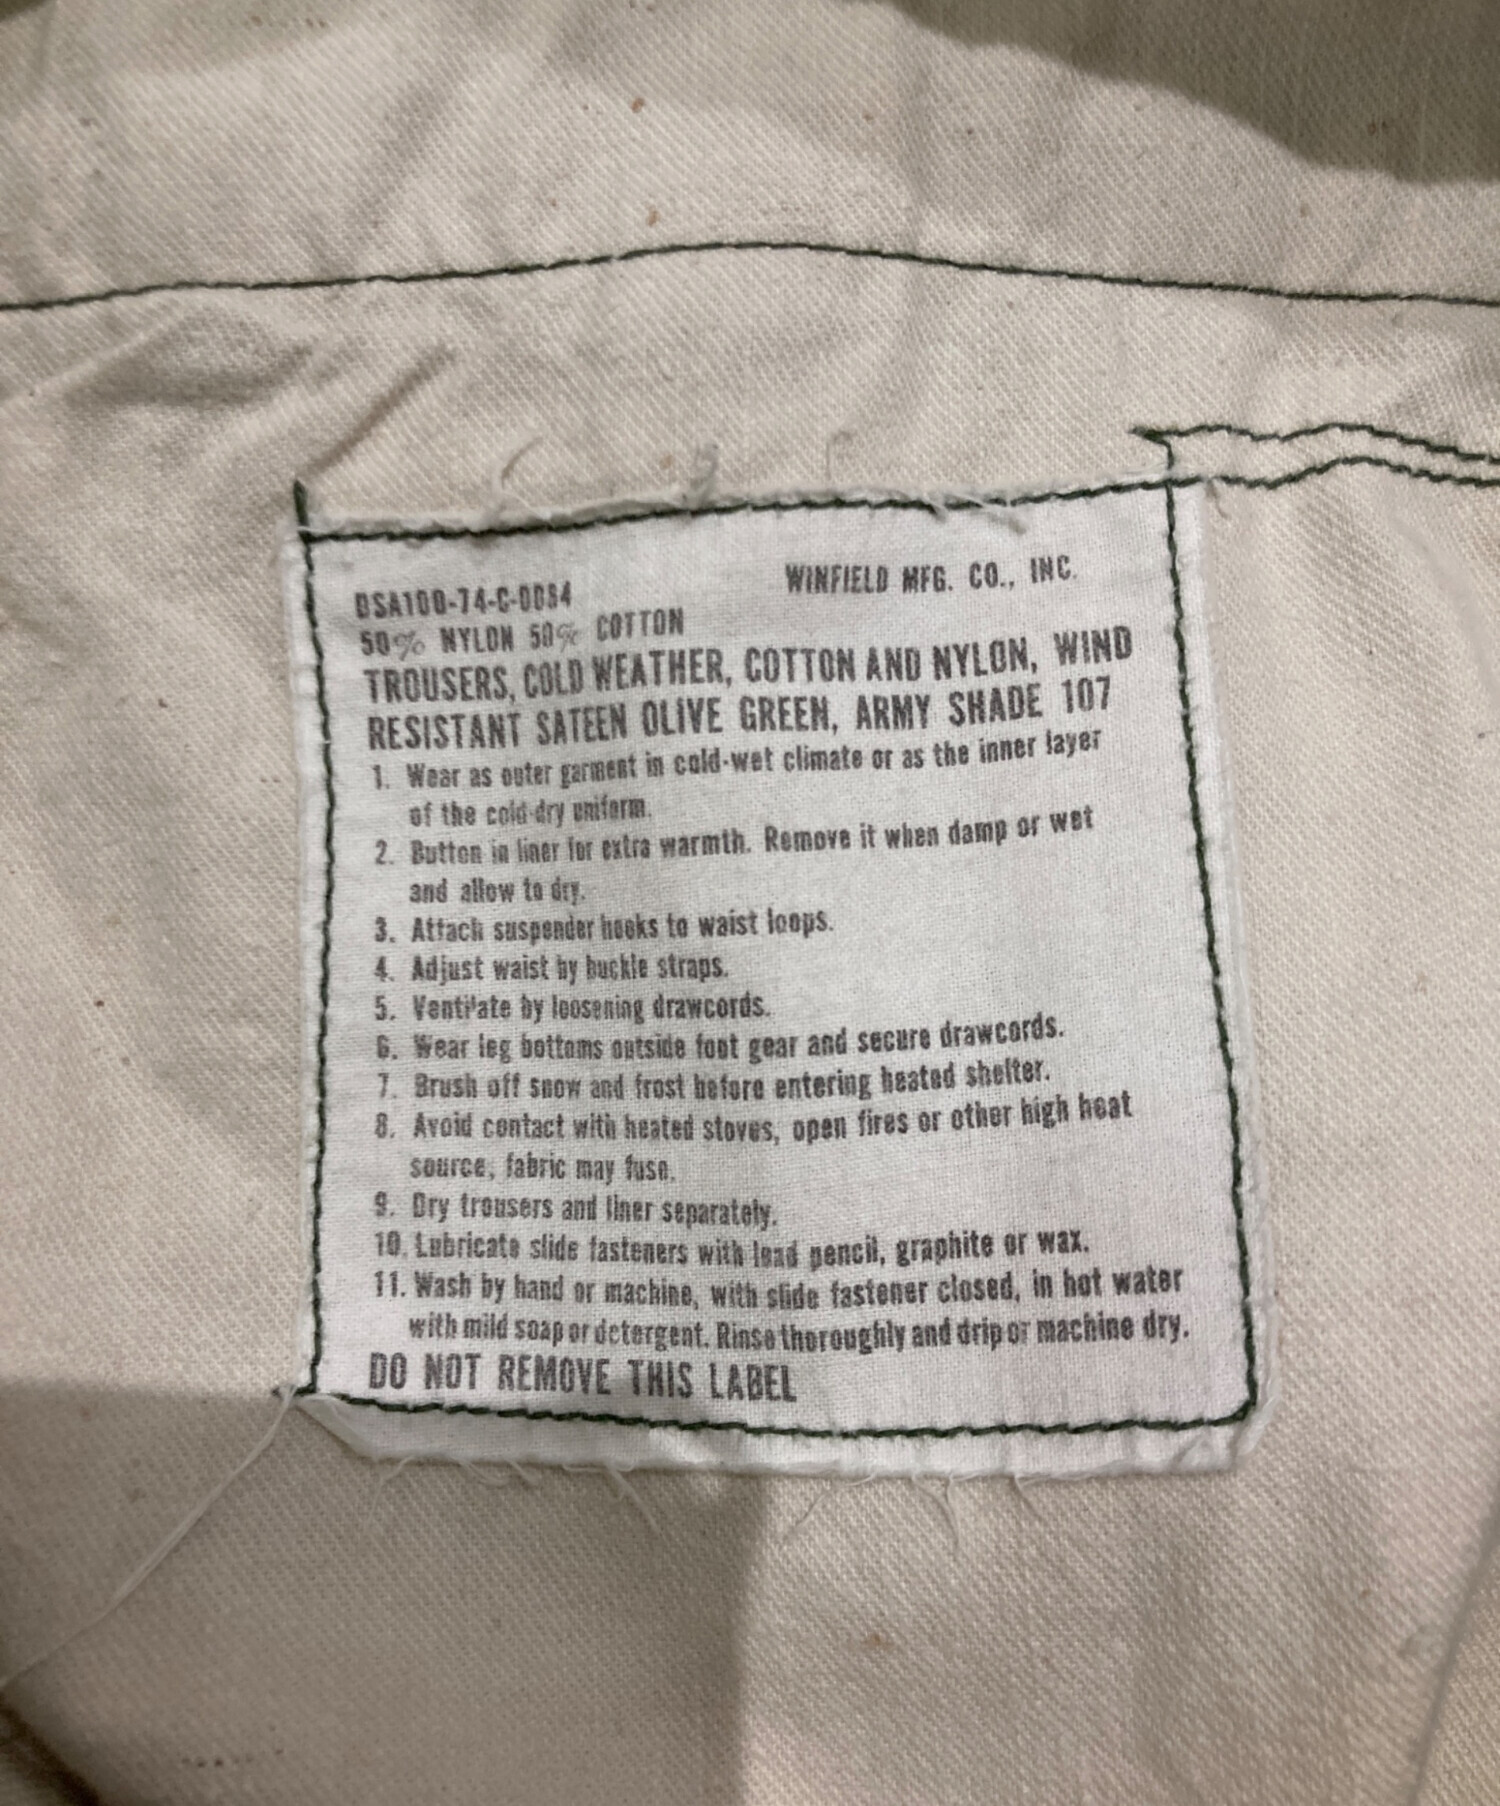 DSA100-74-C-0084
WINFIELD MFG. CO., INC.
50% NYLON 50% COTTON
TROUSERS, COLD WEATHER, COTTON AND NYLON, WIND
RESISTANT SATEEN OLIVE GREEN, ARMY SHADE 107
1. Wear as outer garment in cold-wet climate or as the inner layer
of the cold-dry uniform.
2. Button in liner for extra warmth. Remove it when damp or wet
and allow to dry.
3. Attach suspender hooks to waist loops.
4. Adjust waist by buckle straps.
5. Ventilate by loosening drawcords.
6. Wear leg bottoms outside foot gear and secure drawcords.
7. Brush off snow and frost before entering heated shelter.
8. Avoid contact with heated stoves, open fires or other high heat
source; fabric may fuse.
9. Dry trousers and liner separately.
10. Lubricate slide fasteners with lead pencil, graphite or wax.
11. Wash by hand or machine, with slide fastener closed, in hot water
with mild soap or detergent. Rinse thoroughly and drip or machine dry.
DO NOT REMOVE THIS LABEL